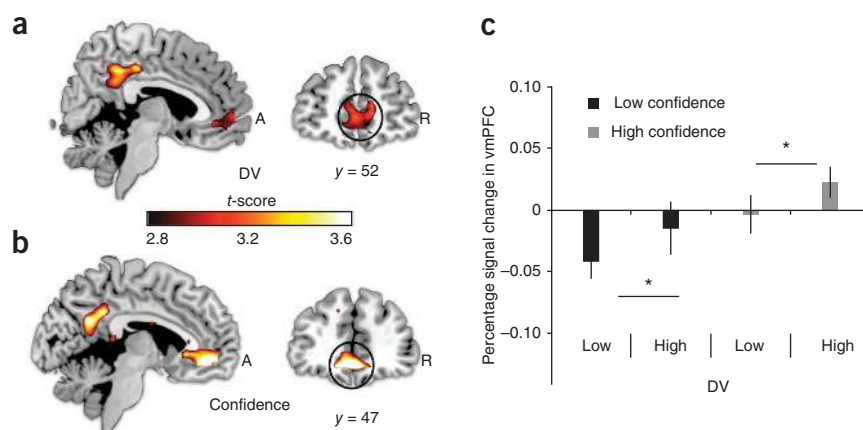 a
A
R
DV
y = 52
t-score
2.8
3.2
3.6
b
A
R
Confidence
y = 47
c
Percentage signal change in vmPFC
0.10
0.05
0
–0.05
–0.10
Low confidence
High confidence
*
*
Low
High
Low
High
DV